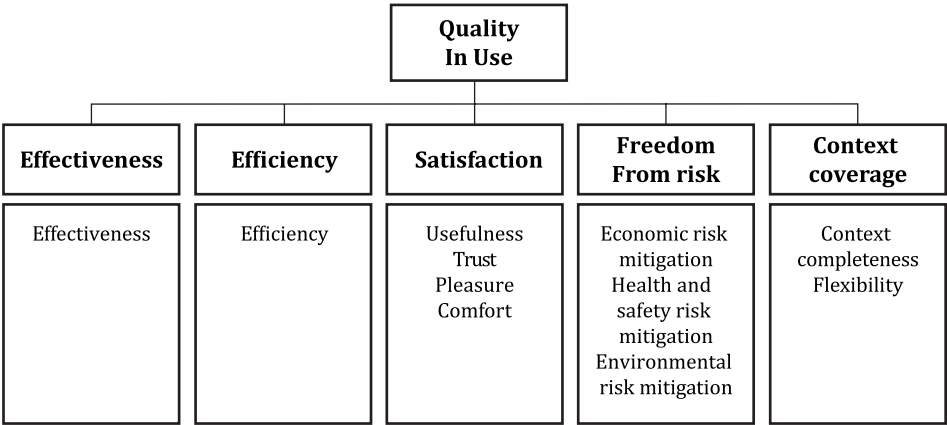 Quality
In Use
Effectiveness
Efficiency
Satisfaction
Freedom
From risk
Context
coverage
Effectiveness
Efficiency
Usefulness
Trust
Pleasure
Comfort
Economic risk
mitigation
Health and
safety risk
mitigation
Environmental
risk mitigation
Context
completeness
Flexibility